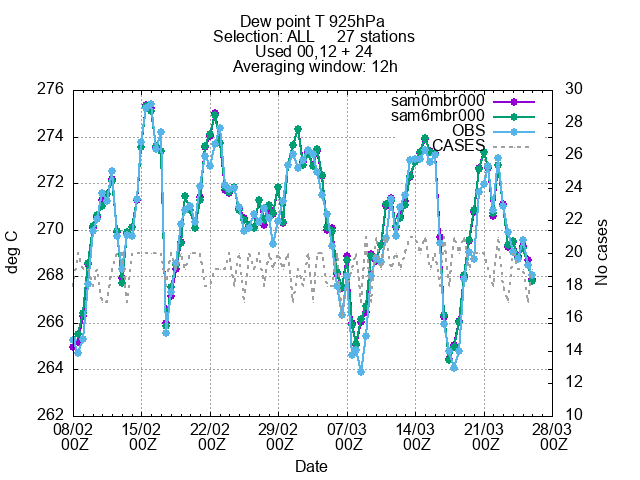 Dew point T 925hPa
Selection: ALL 27 stations
Used 00,12 + 24
Averaging window: 12h
276
274
272
270
268
266
264
262
deg C
30
28
26
24
22
20
18
16
14
12
10
No cases
sam0mbr000
sam6mbr000
OBS
CASES
08/02 15/02 22/02 29/02 07/03 14/03 21/03 28/03
00Z 00Z 00Z 00Z 00Z 00Z 00Z 00Z
Date